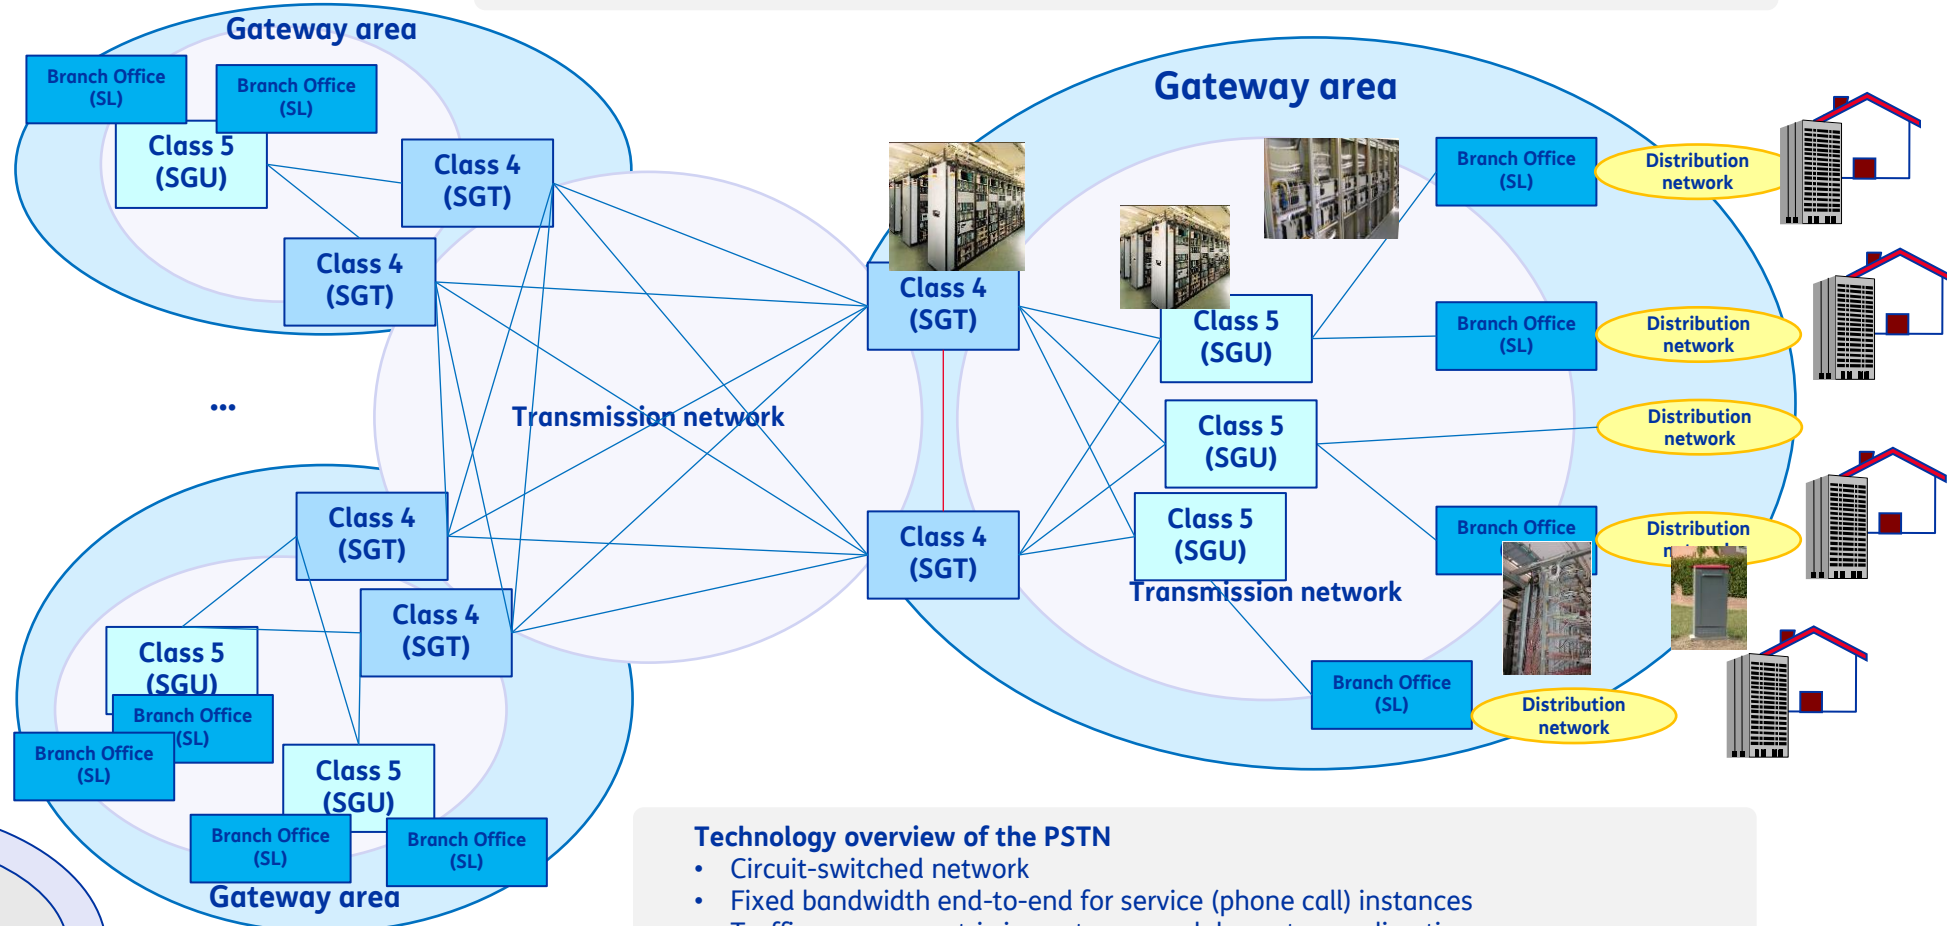 Gateway area
Branch Office
(SL)
Branch Office
(SL)
Class 5
(SGU)
Class 4
(SGT)
Class 4
(SGT)
...
Transmission network
Class 4
(SGT)
Class 4
(SGT)
Class 5
(SGU)
Branch Office
(SL)
Branch Office
(SL)
Class 5
(SGU)
Branch Office
(SL)
Branch Office
(SL)
Gateway area
Gateway area
Class 4
(SGT)
Class 4
(SGT)
Class 5
(SGU)
Class 5
(SGU)
Class 5
(SGU)
Transmission network
Branch Office
(SL)
Distribution
network
Branch Office
(SL)
Distribution
network
Distribution
network
Branch Office
Distribution
Branch Office
(SL)
Distribution
network
Technology overview of the PSTN
• Circuit-switched network
• Fixed bandwidth end-to-end for service (phone call) instances